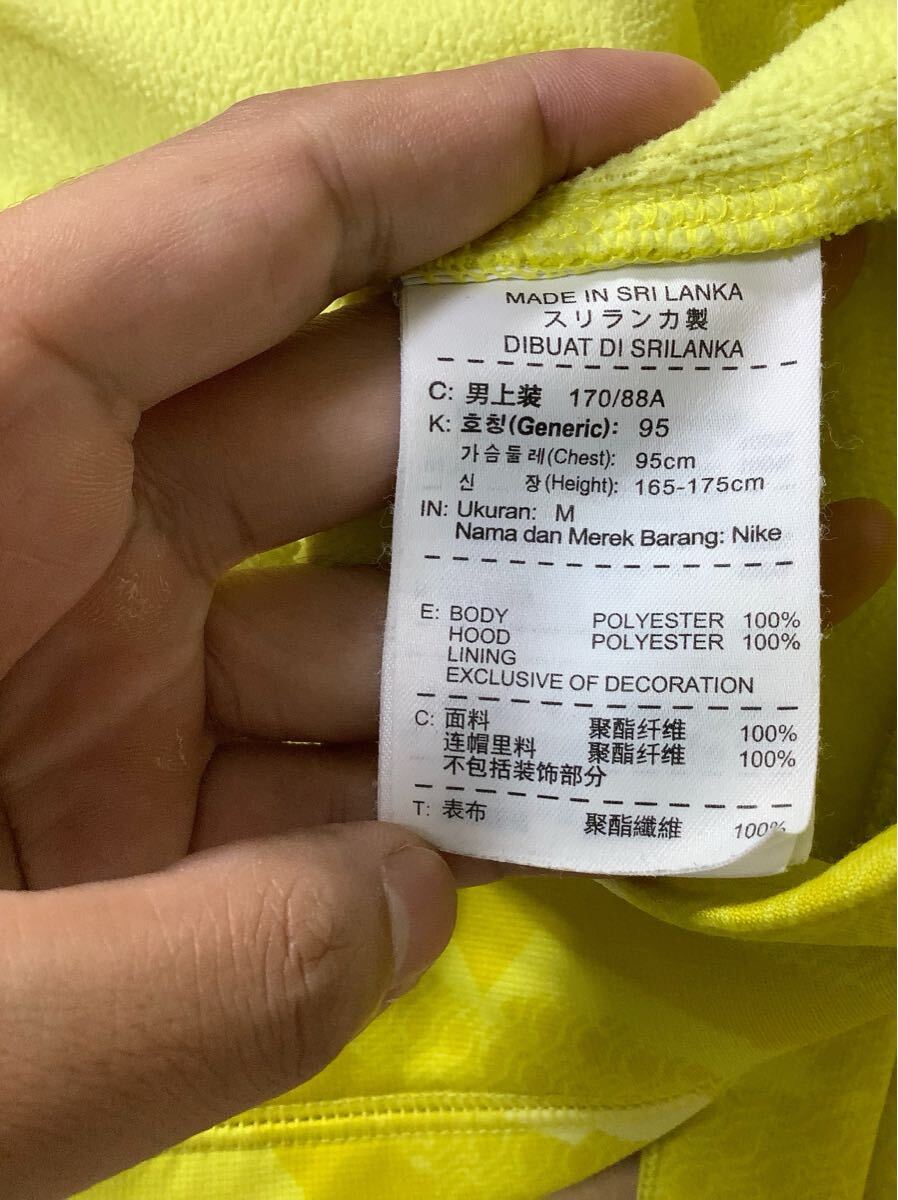 MADE IN SRI LANKA
スリランカ製
DIBUAT DI SRILANKA
C: 男上装 170/88A
K: 호칭(Generic): 95
가슴둘레(Chest): 95cm
신 장(Height): 165-175cm
IN: Ukuran: M
Nama dan Merek Barang: Nike
E: BODY POLYESTER 100%
HOOD POLYESTER 100%
LINING
EXCLUSIVE OF DECORATION
C: 面料 聚酯纤维 100%
连帽里料 聚酯纤维 100%
不包括装饰部分
T: 表布 聚酯纖維 100%